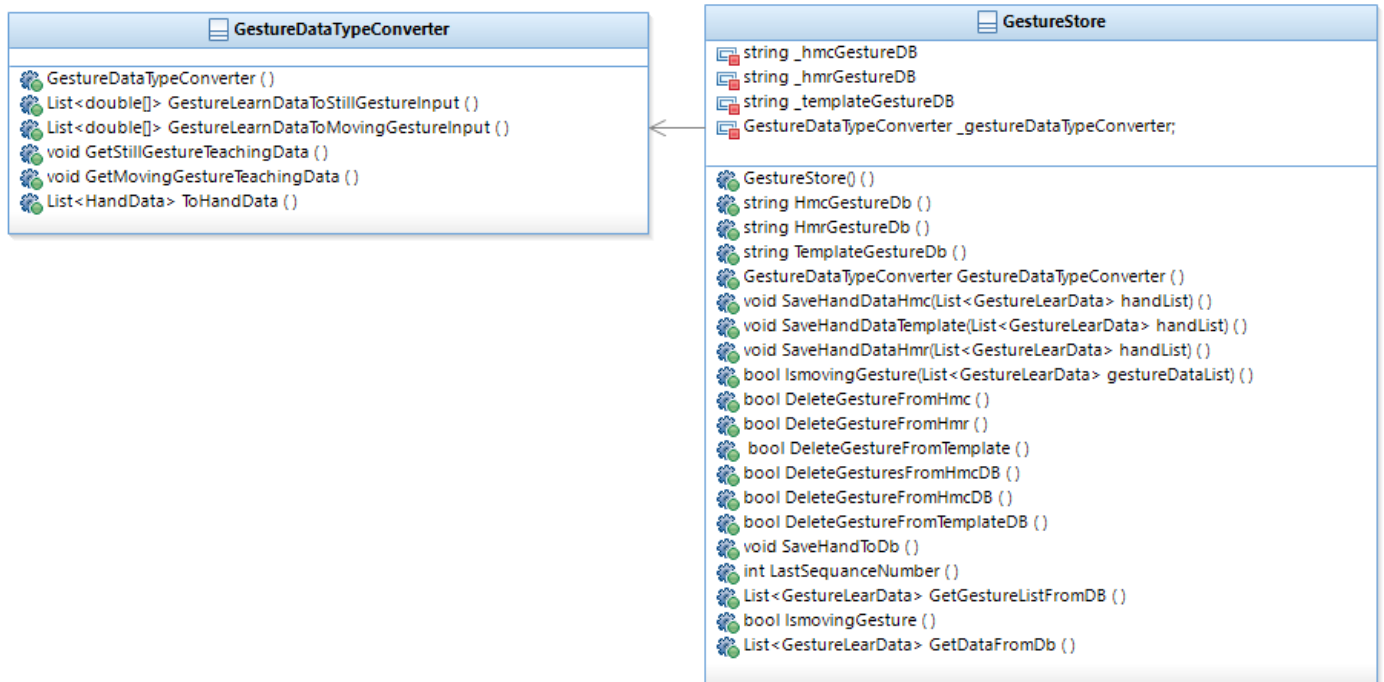 GestureDataTypeConverter
GestureDataTypeConverter ( )
List<double[]> GestureLearnDataToStillGestureInput ( )
List<double[]> GestureLearnDataToMovingGestureInput ( )
void GetStillGestureTeachingData ( )
void GetMovingGestureTeachingData ( )
List<HandData> ToHandData ( )
GestureStore
string _hmcGestureDB
string _hmrGestureDB
string _templateGestureDB
GestureDataTypeConverter _gestureDataTypeConverter;
GestureStore() ( )
string HmcGestureDb ( )
string HmrGestureDb ( )
string TemplateGestureDb ( )
GestureDataTypeConverter GestureDataTypeConverter ( )
void SaveHandDataHmc(List<GestureLearData> handList) ( )
void SaveHandDataTemplate(List<GestureLearData> handList) ( )
void SaveHandDataHmr(List<GestureLearData> handList) ( )
bool IsmovingGesture(List<GestureLearData> gestureDataList) ( )
bool DeleteGestureFromHmc ( )
bool DeleteGestureFromHmr ( )
bool DeleteGestureFromTemplate ( )
bool DeleteGesturesFromHmcDB ( )
bool DeleteGestureFromHmcDB ( )
bool DeleteGestureFromTemplateDB ( )
void SaveHandToDb ( )
int LastSequanceNumber ( )
List<GestureLearData> GetGestureListFromDB ( )
bool IsmovingGesture ( )
List<GestureLearData> GetDataFromDb ( )